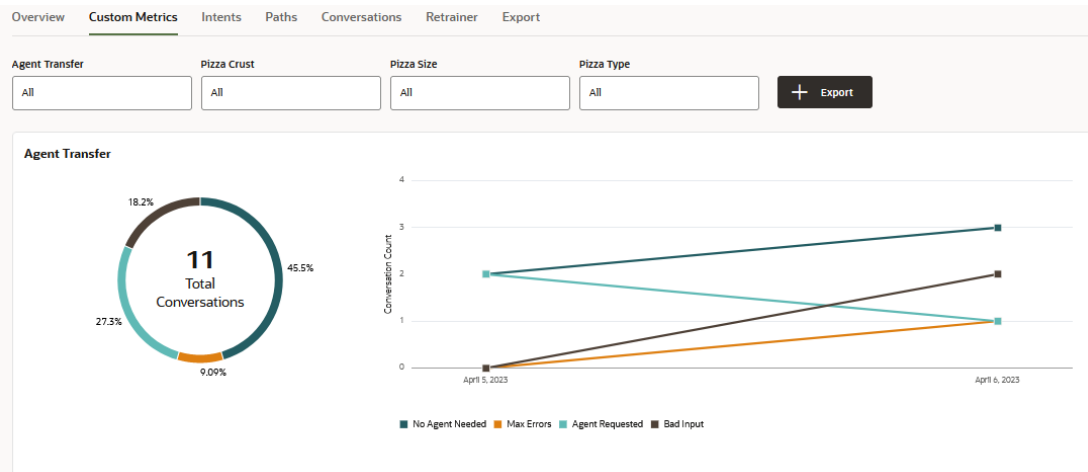 Overview Custom Metrics Intents Paths Conversations Retrainer Export
Agent Transfer Pizza Crust Pizza Size Pizza Type
All All All All + Export
Agent Transfer
18.2%
45.5%
11
Total
Conversations
27.3%
9.09%
Conversation Count
4
3
2
1
0
April 5, 2023 April 6, 2023
No Agent Needed Max Errors Agent Requested Bad Input